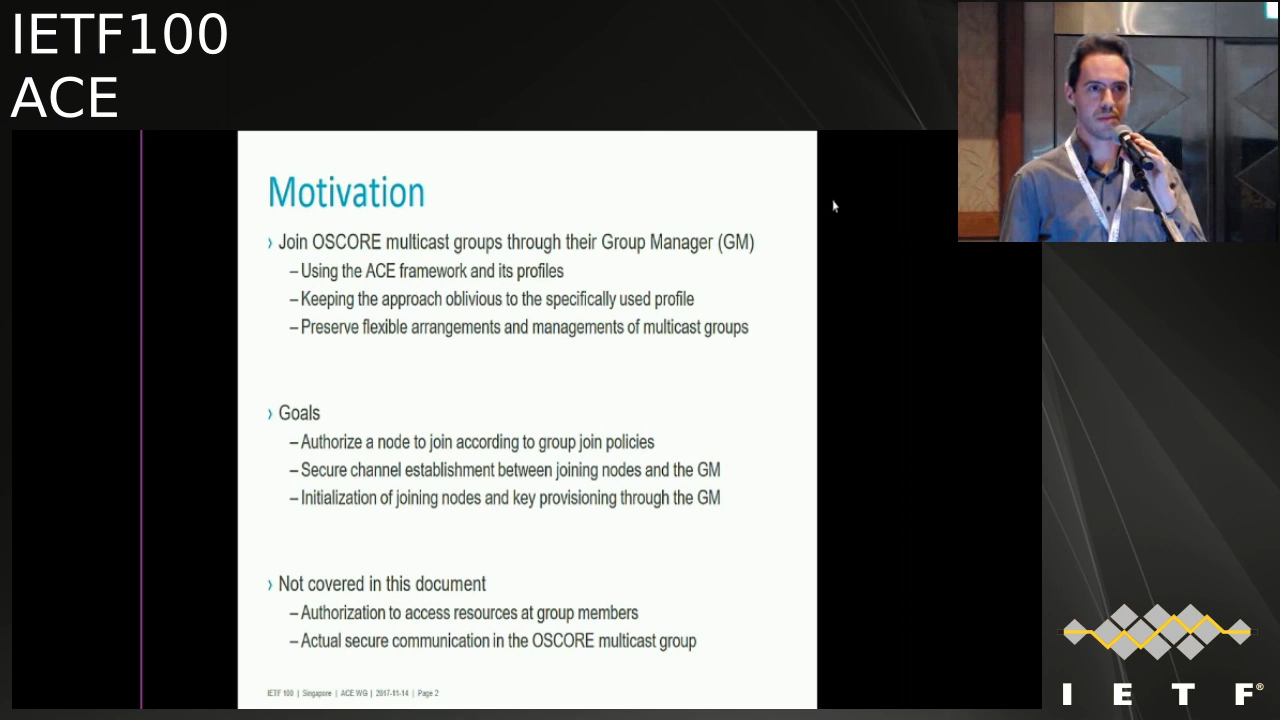 IETF100
ACE
Motivation
› Join OSCORE multicast groups through their Group Manager (GM)
– Using the ACE framework and its profiles
– Keeping the approach oblivious to the specifically used profile
– Preserve flexible arrangements and managements of multicast groups
› Goals
– Authorize a node to join according to group join policies
– Secure channel establishment between joining nodes and the GM
– Initialization of joining nodes and key provisioning through the GM
› Not covered in this document
– Authorization to access resources at group members
– Actual secure communication in the OSCORE multicast group
IETF 100 | Singapore | ACE WG | 2017-11-14 | Page 2
I E T F®